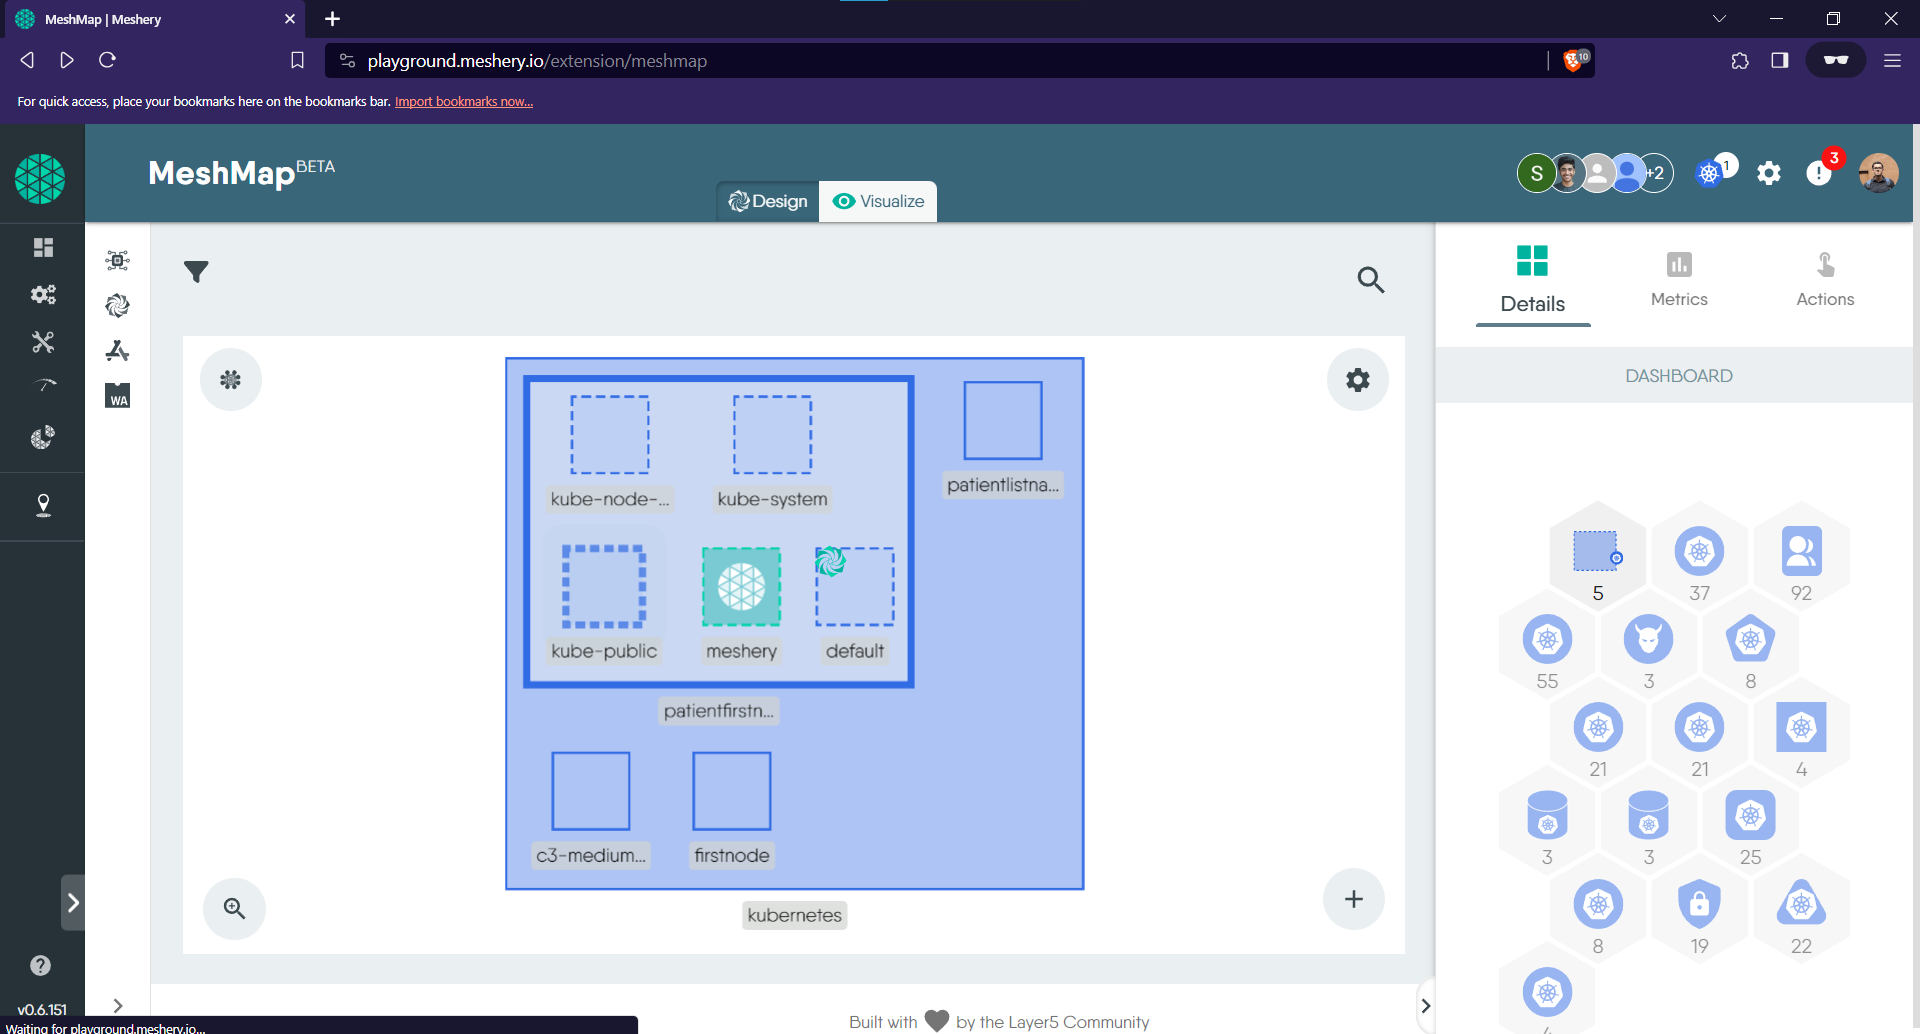 MeshMap | Meshery
playground.meshery.io/extension/meshmap
10
For quick access, place your bookmarks here on the bookmarks bar. Import bookmarks now...
MeshMap BETA
Design
Visualize
S
+2
1
3
WA
Details
Metrics
Actions
DASHBOARD
kube-node-...
kube-system
patientlistna...
kube-public
meshery
default
patientfirstn...
c3-medium...
firstnode
kubernetes
5
37
92
55
3
8
21
21
4
3
3
25
8
19
22
v0.6.151
Built with by the Layer5 Community
Waiting for playground.meshery.io...